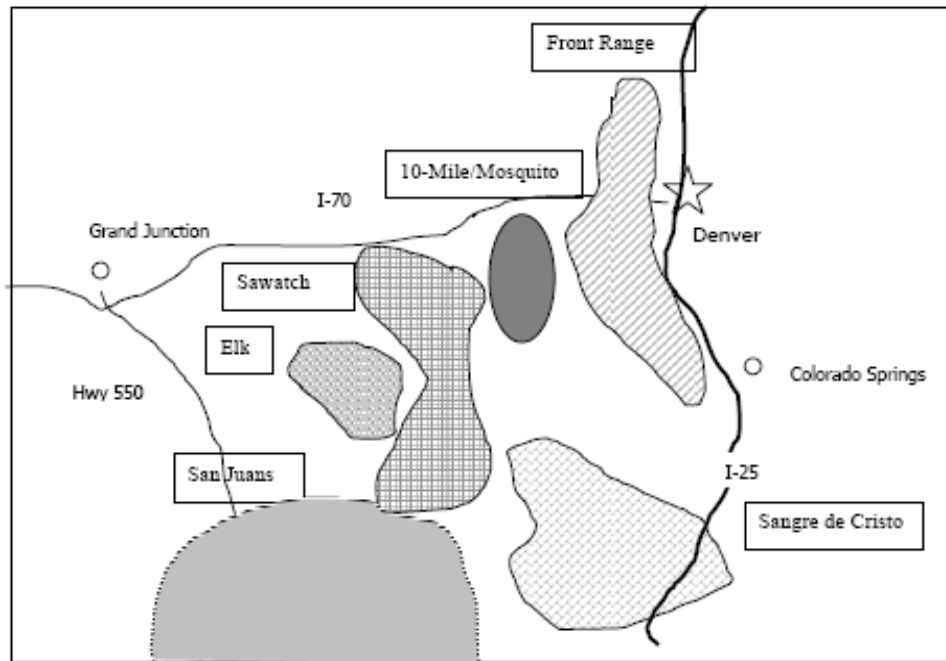 Front Range
10-Mile/Mosquito
I-70
Grand Junction
Denver
Sawatch
Elk
Hwy 550
Colorado Springs
San Juans
I-25
Sangre de Cristo